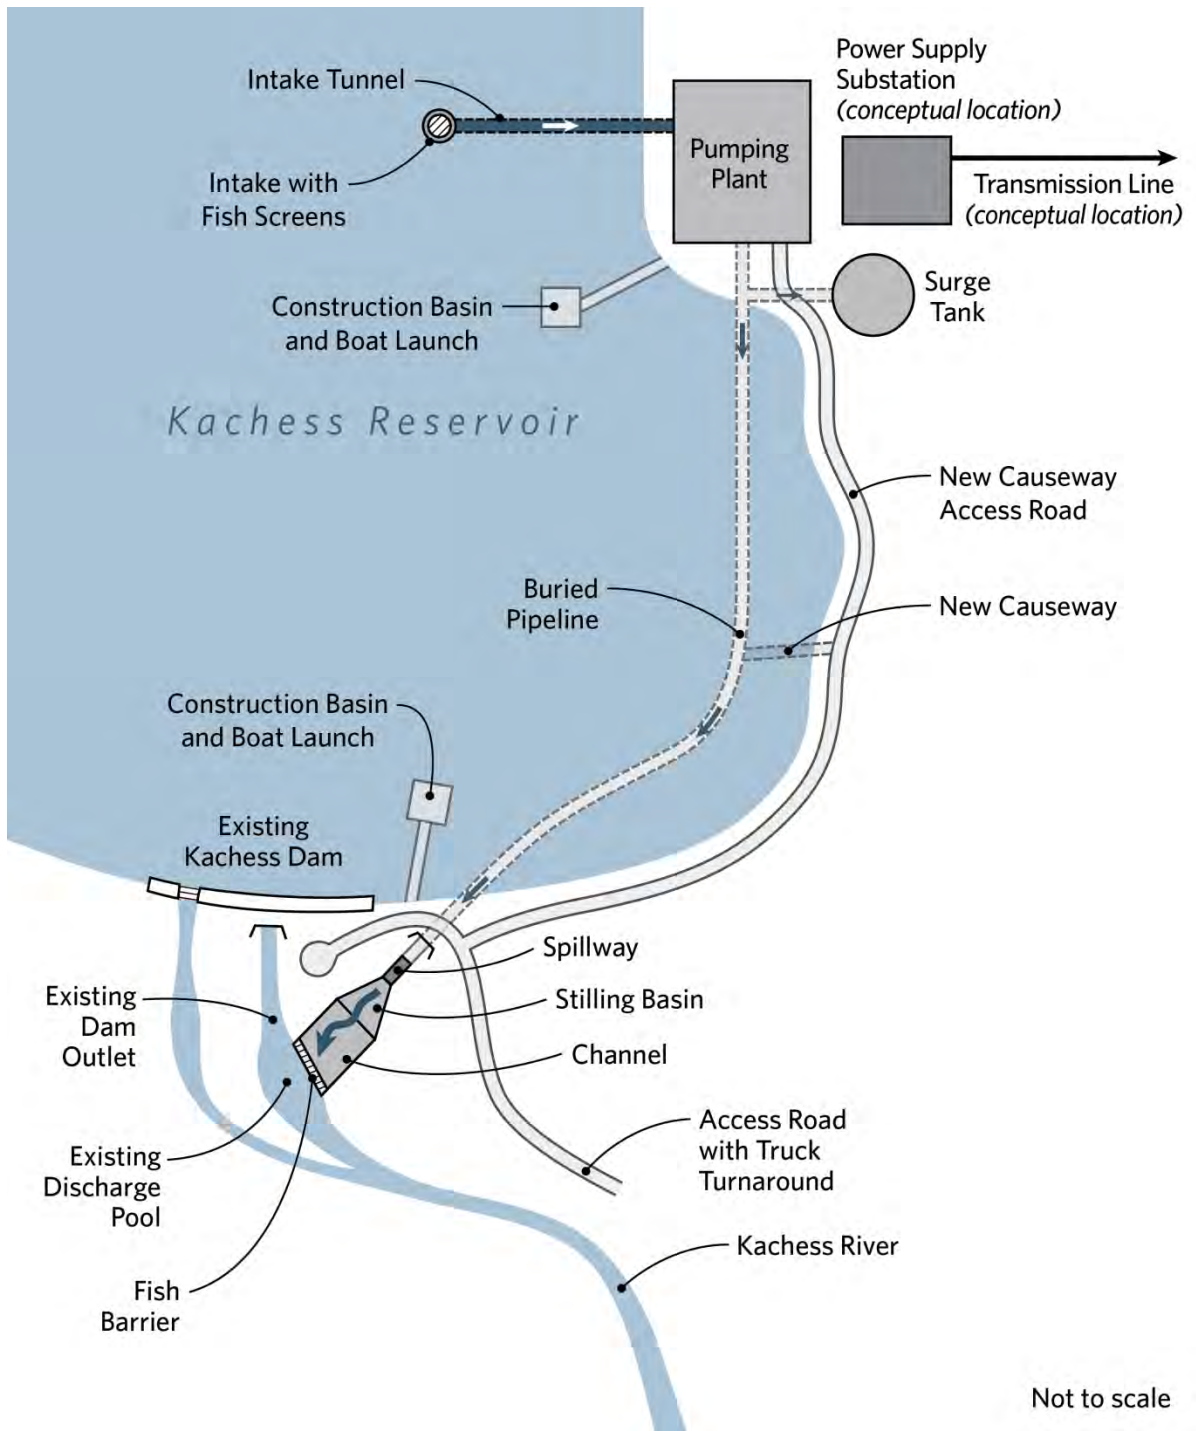 Power Supply
Substation
(conceptual location)
Intake Tunnel
Pumping
Plant
Intake with
Fish Screens
Transmission Line
(conceptual location)
Surge
Tank
Construction Basin
and Boat Launch
Kachess Reservoir
New Causeway
Access Road
Buried
Pipeline
New Causeway
Construction Basin
and Boat Launch
Existing
Kachess Dam
Spillway
Existing
Dam
Outlet
Stilling Basin
Channel
Access Road
with Truck
Turnaround
Existing
Discharge
Pool
Kachess River
Fish
Barrier
Not to scale